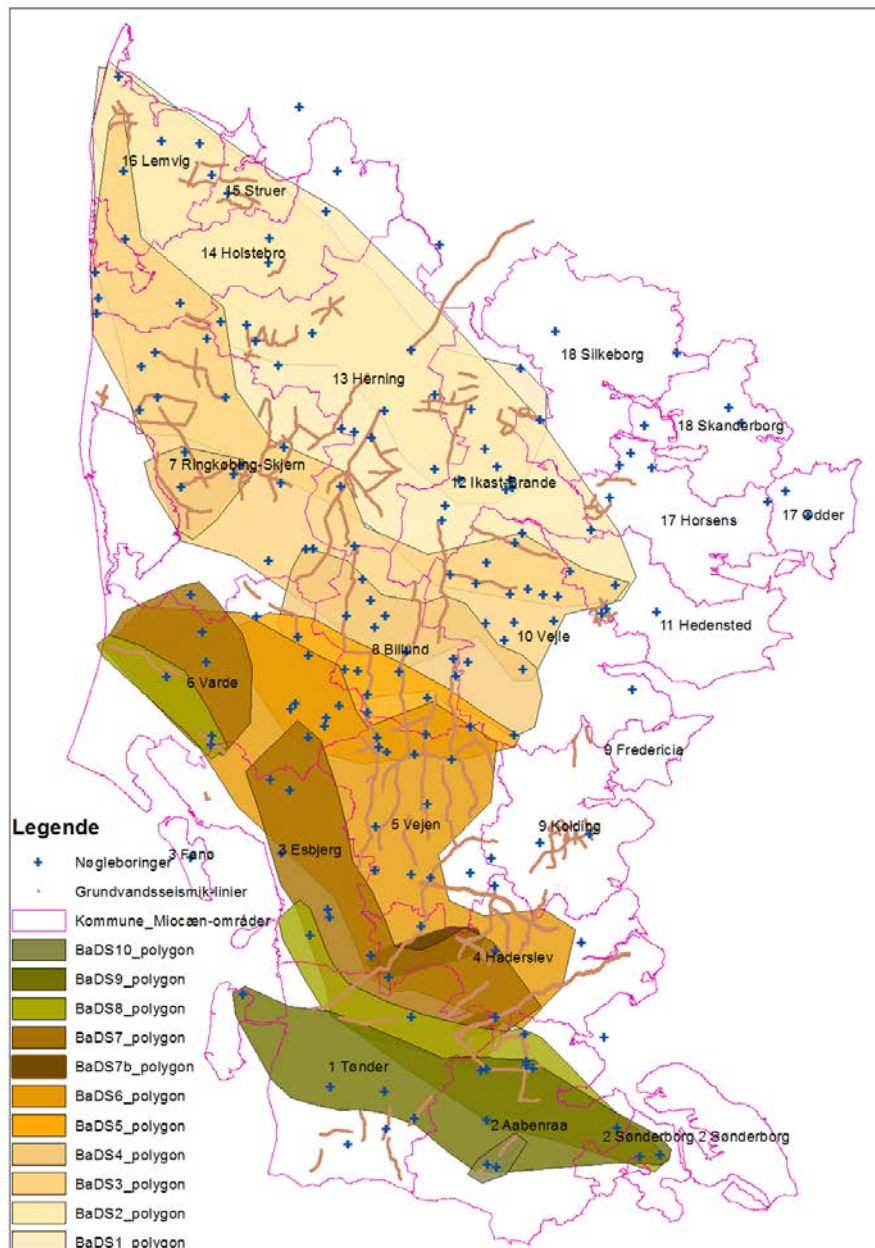 16 Lemvig
15 Struer
14 Holstebro
18 Silkeborg
13 Herning
18 Skanderborg
7 Ringkøbing-Skjern
12 Ikast-Brande
17 Horsens
17 Odder
11 Hedensted
10 Vejle
8 Billund
6 Varde
9 Fredericia
5 Vejen
9 Kolding
3 Esbjerg
3 Fanø
4 Haderslev
1 Tønder
2 Aabenraa
2 Sønderborg
2 Sønderborg
Legende
Nøgleboringer
Grundvandsseismik-linier
Kommune_Miocæn-områder
BaDS10_polygon
BaDS9_polygon
BaDS8_polygon
BaDS7_polygon
BaDS7b_polygon
BaDS6_polygon
BaDS5_polygon
BaDS4_polygon
BaDS3_polygon
BaDS2_polygon
BaDS1_polygon